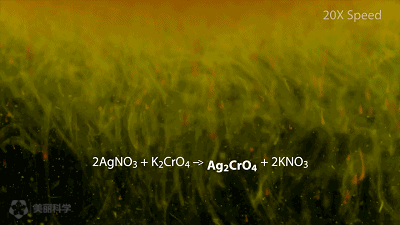 20X Speed
2AgNO₃ + K₂CrO₄ -> Ag₂CrO₄ + 2KNO₃
美丽科学